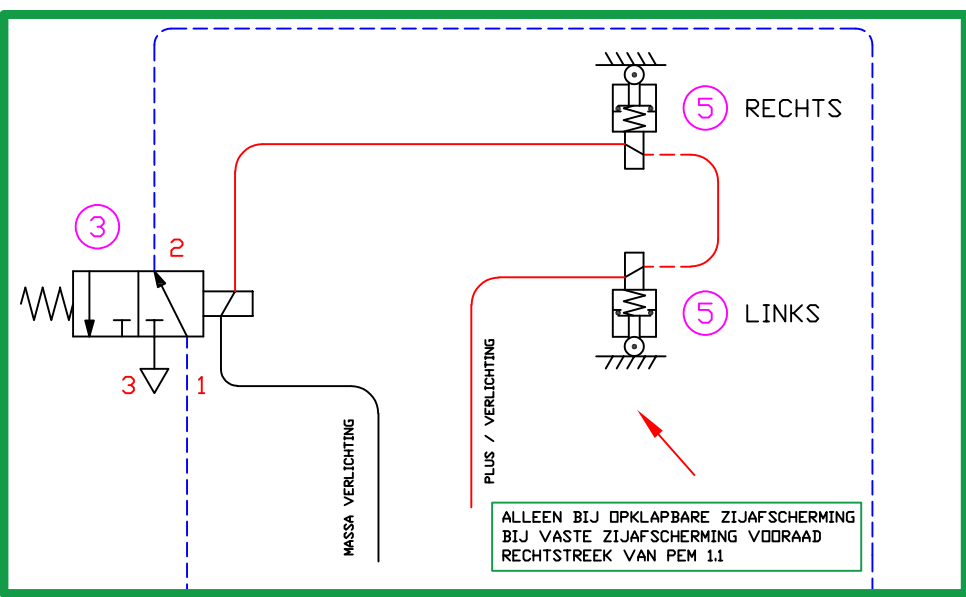 5 RECHTS
3
2
5 LINKS
3
1
PLUS / VERLICHTING
MASSA VERLICHTING
ALLEEN BIJ OPKLAPBARE ZIJAFSCHERMING
BIJ VASTE ZIJAFSCHERMING VOORAAD
RECHTSTREEK VAN PEM 1.1